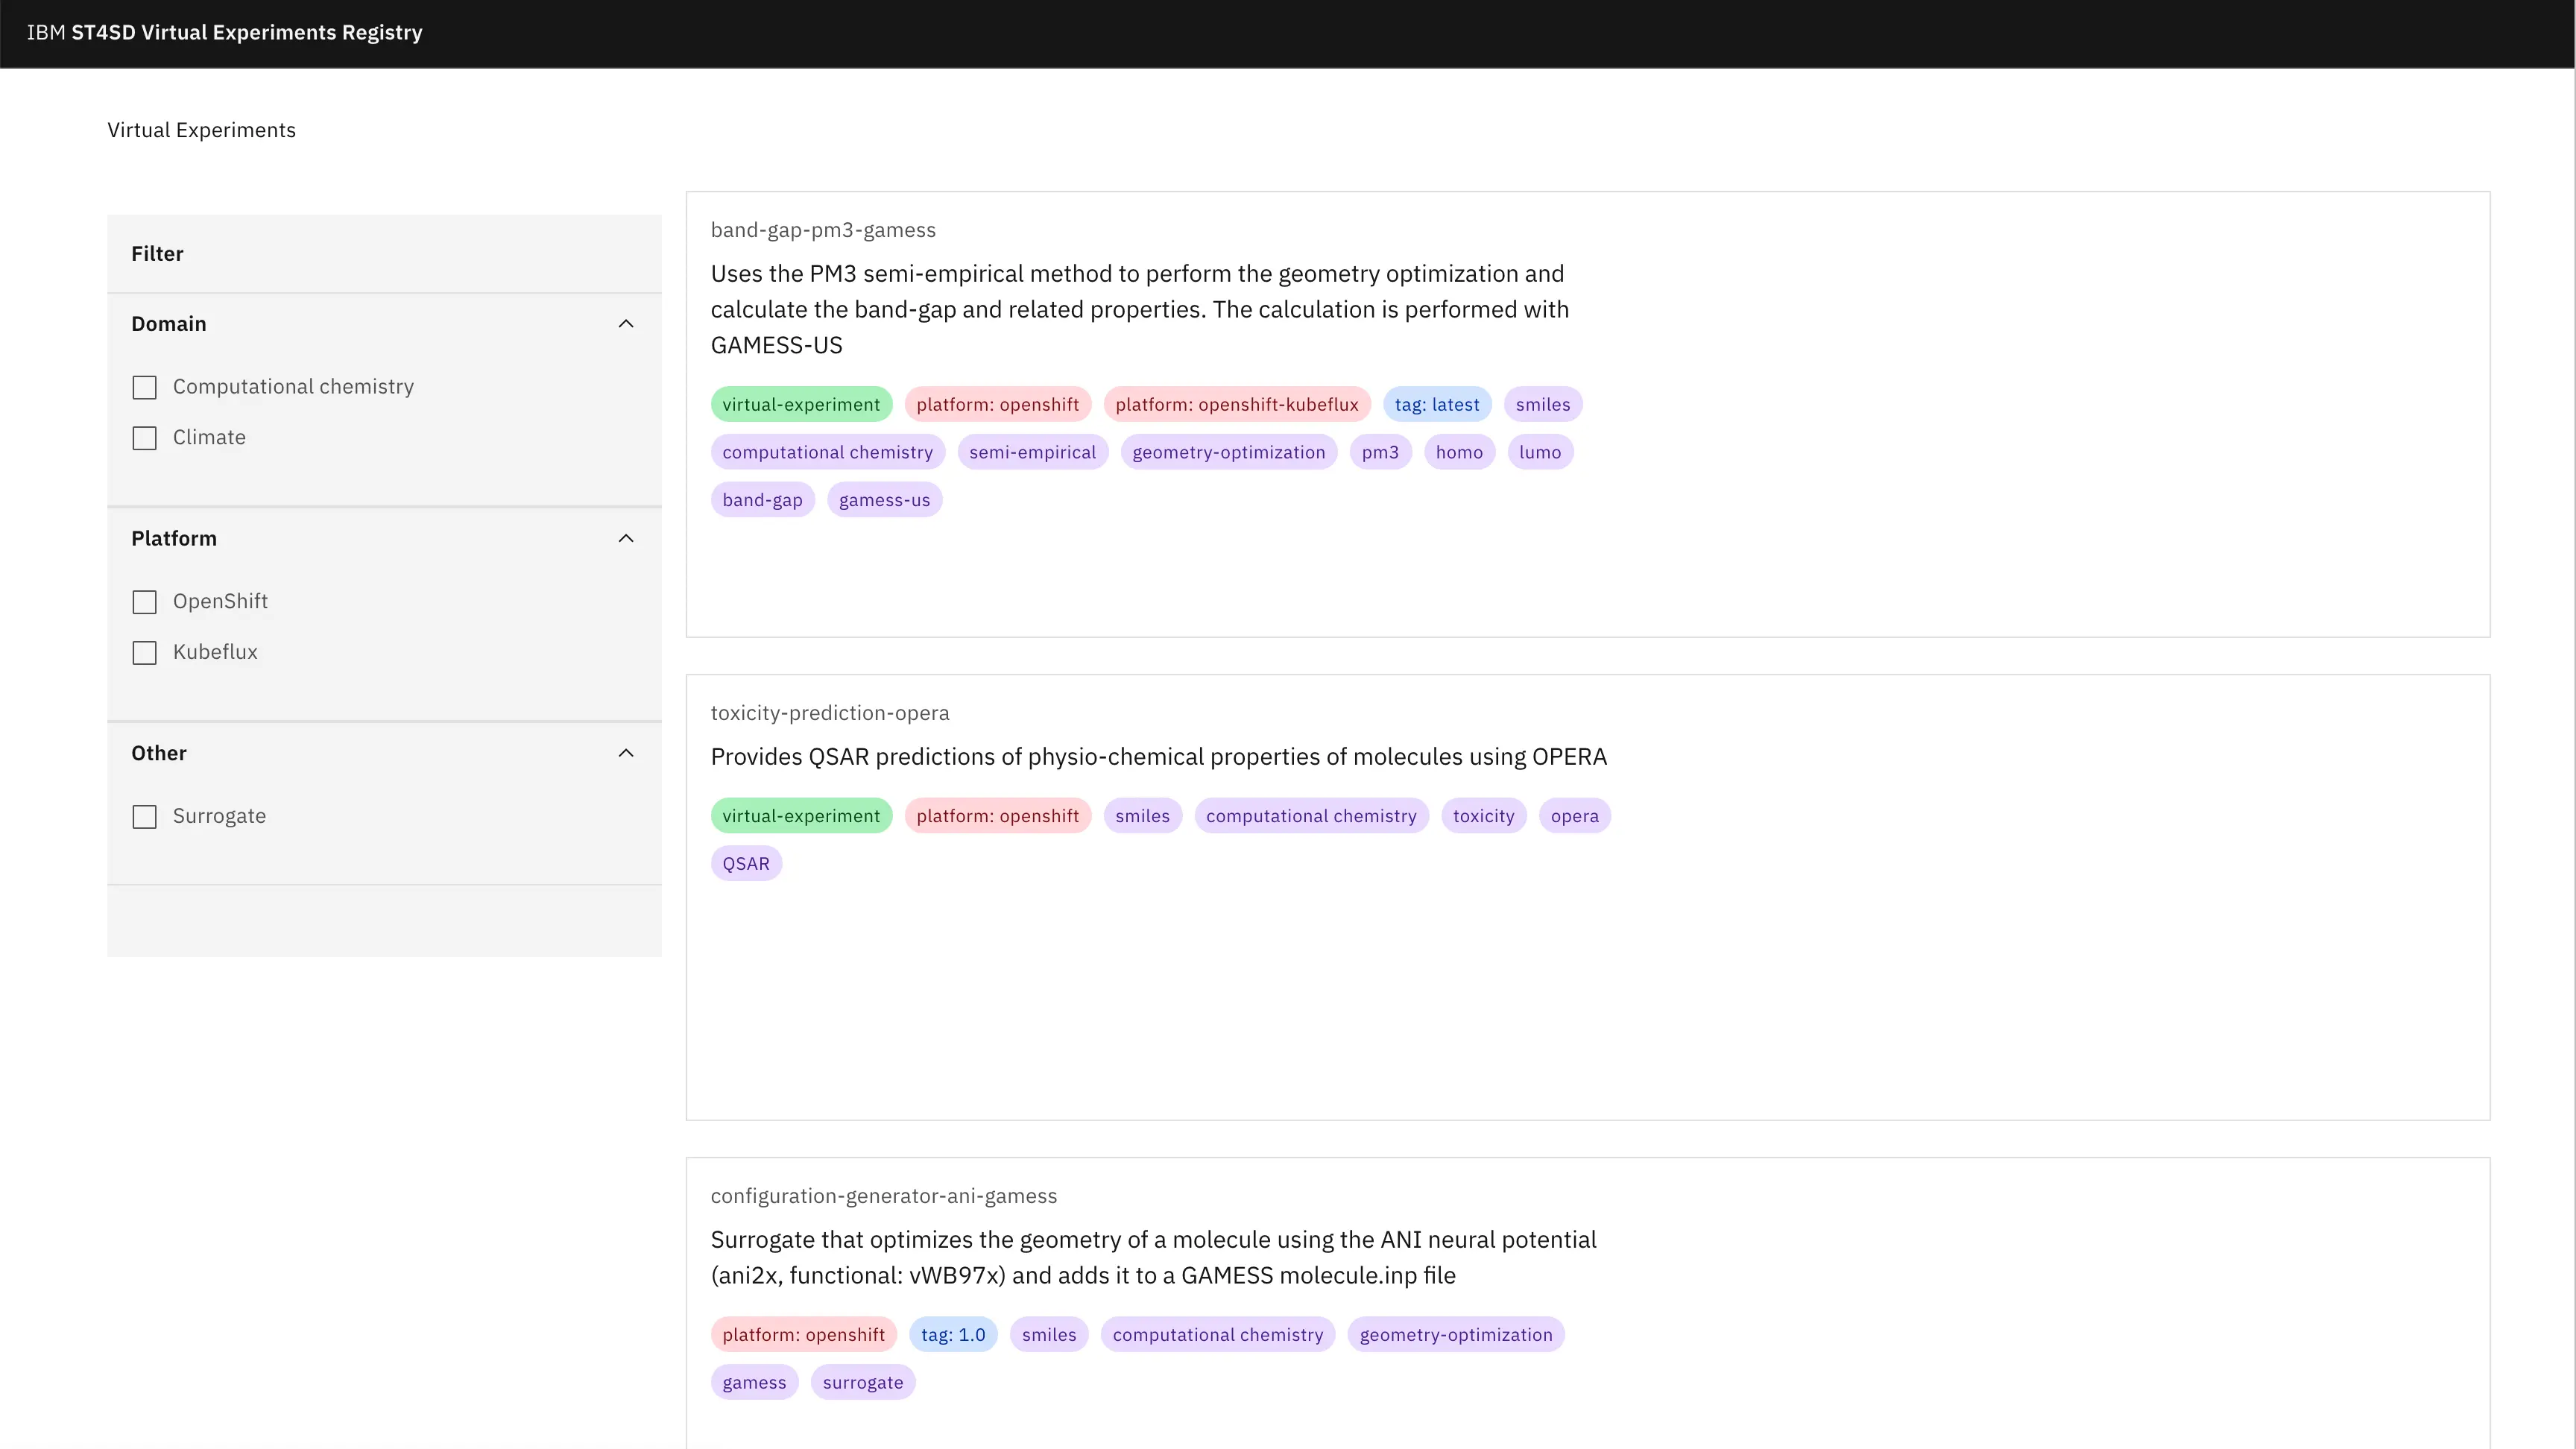 IBM ST4SD Virtual Experiments Registry
Virtual Experiments
Filter
Domain
Computational chemistry
Climate
Platform
OpenShift
Kubeflux
Other
Surrogate
band-gap-pm3-gamess
Uses the PM3 semi-empirical method to perform the geometry optimization and
calculate the band-gap and related properties. The calculation is performed with
GAMESS-US
virtual-experiment platform: openshift platform: openshift-kubeflux tag: latest smiles
computational chemistry semi-empirical geometry-optimization pm3 homo lumo
band-gap gamess-us
toxicity-prediction-opera
Provides QSAR predictions of physio-chemical properties of molecules using OPERA
virtual-experiment platform: openshift smiles computational chemistry toxicity opera
QSAR
configuration-generator-ani-gamess
Surrogate that optimizes the geometry of a molecule using the ANI neural potential
(ani2x, functional: vWB97x) and adds it to a GAMESS molecule.inp file
platform: openshift tag: 1.0 smiles computational chemistry geometry-optimization
gamess surrogate